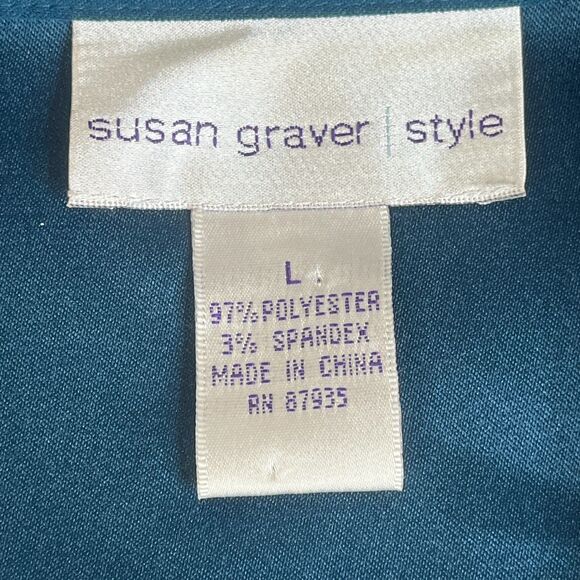 susan graver | style
L
97% POLYESTER
3% SPANDEX
MADE IN CHINA
RN 87935